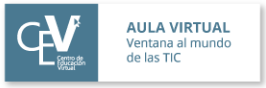 CEV
Centro de
Educación
Virtual
AULA VIRTUAL
Ventana al mundo
de las TIC